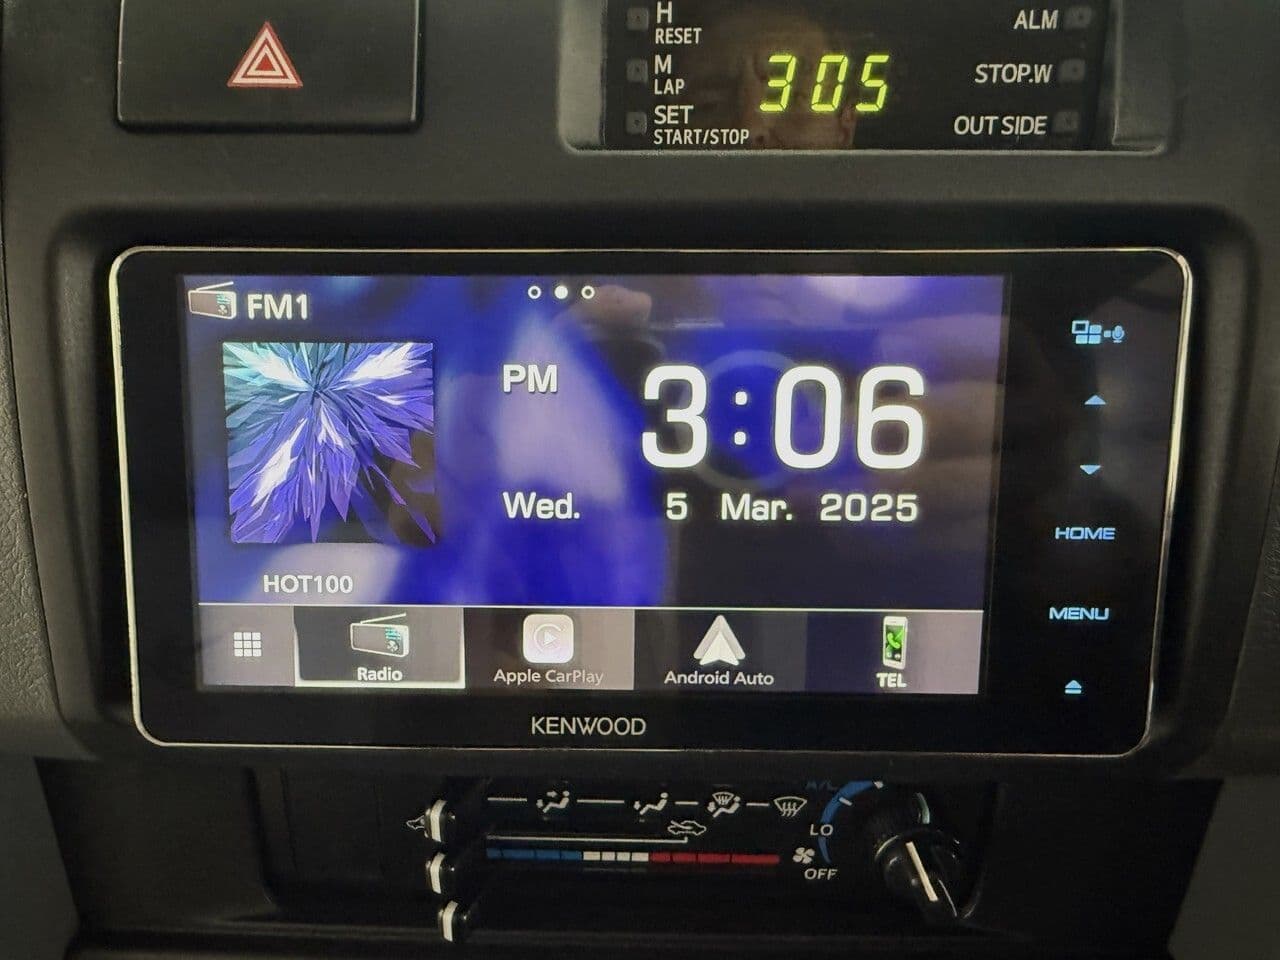 H
RESET
M
LAP
SET
START/STOP
305
ALM
STOP.W
OUT SIDE
FM1
PM 3:06
Wed. 5 Mar. 2025
HOT100
Radio
Apple CarPlay
Android Auto
TEL
HOME
MENU
KENWOOD
A/C
LO
OFF